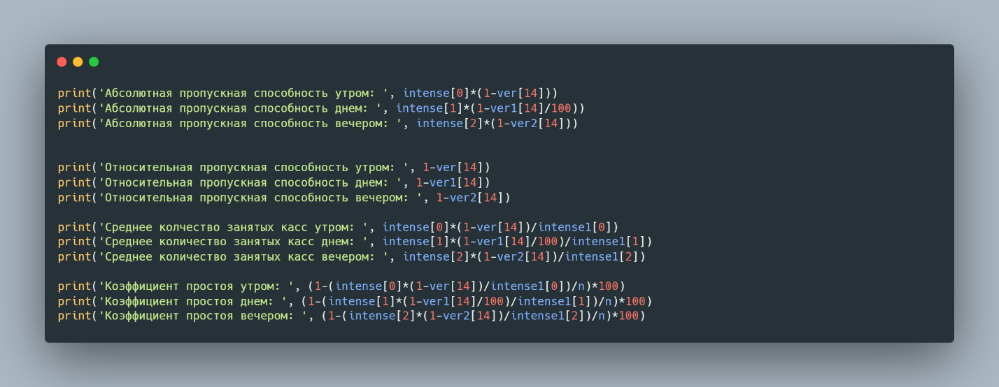 print('Абсолютная пропускная способность утром: ', intense[0]*(1-ver[14]))
print('Абсолютная пропускная способность днем: ', intense[1]*(1-ver1[14]/100))
print('Абсолютная пропускная способность вечером: ', intense[2]*(1-ver2[14]))
print('Относительная пропускная способность утром: ', 1-ver[14])
print('Относительная пропускная способность днем: ', 1-ver1[14])
print('Относительная пропускная способность вечером: ', 1-ver2[14])
print('Среднее колчество занятых касс утром: ', intense[0]*(1-ver[14])/intense1[0])
print('Среднее количество занятых касс днем: ', intense[1]*(1-ver1[14]/100)/intense1[1])
print('Среднее количество занятых касс вечером: ', intense[2]*(1-ver2[14])/intense1[2])
print('Коэффициент простоя утром: ', (1-(intense[0]*(1-ver[14])/intense1[0])/n)*100)
print('Коэффициент простоя днем: ', (1-(intense[1]*(1-ver1[14]/100)/intense1[1])/n)*100)
print('Коэффициент простоя вечером: ', (1-(intense[2]*(1-ver2[14])/intense1[2])/n)*100)